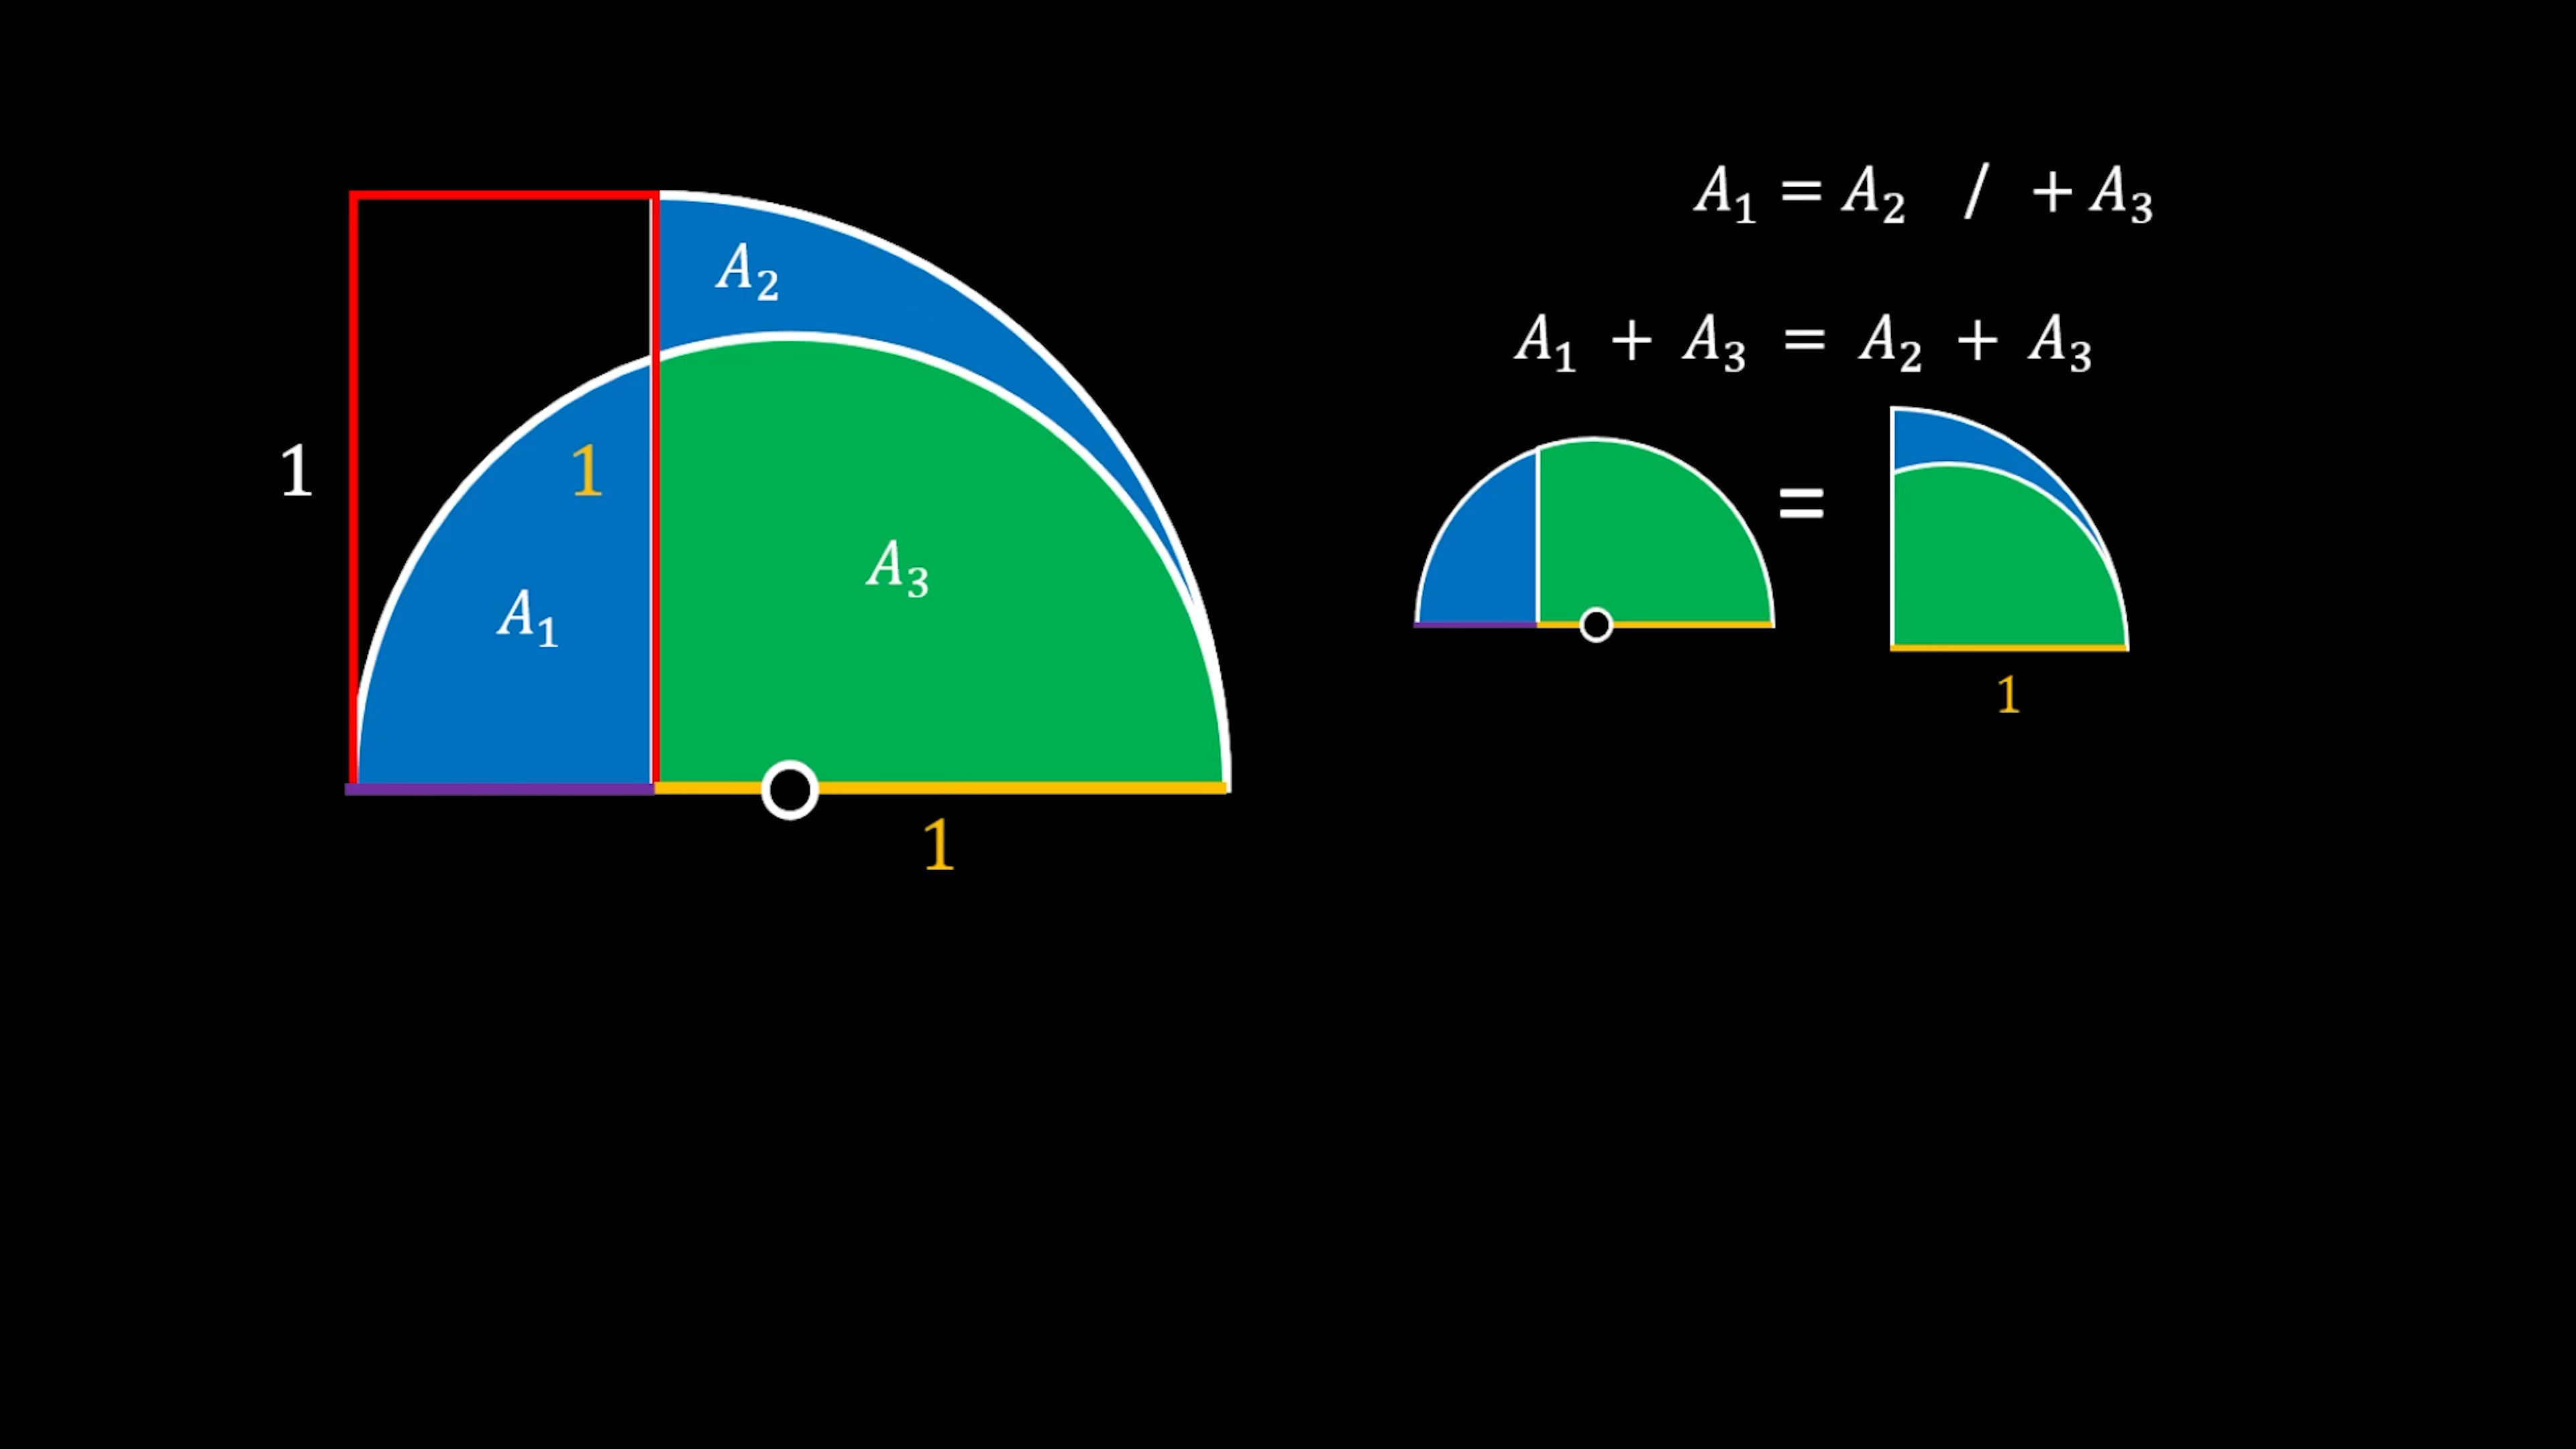 A₁ = A₂ / + A₃
A₁ + A₃ = A₂ + A₃
A₂
1
1
A₃
A₁
=
1
1